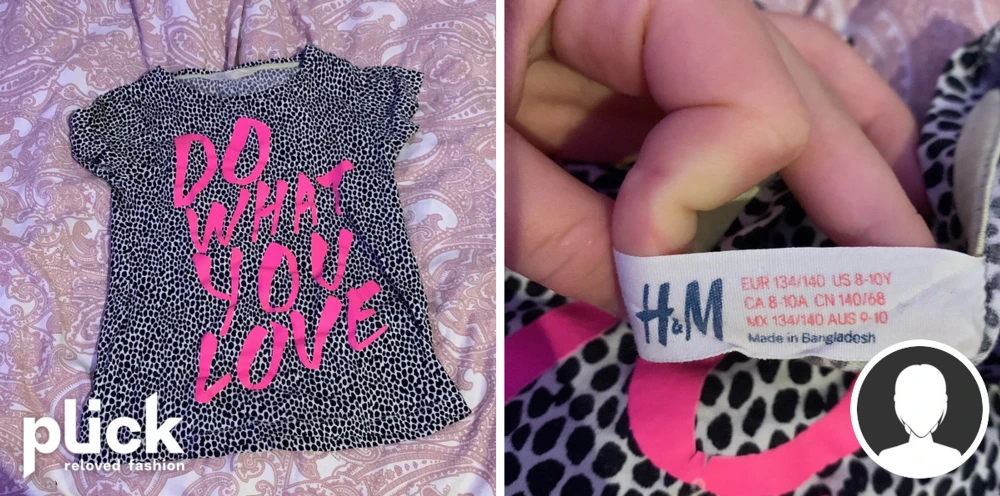 DO
WHAT
YOU
LOVE
plick
reloved fashion
H&M
EUR 134/140 US 8-10Y
CA 8-10A CN 140/68
MX 134/140 AUS 9-10
Made in Bangladesh